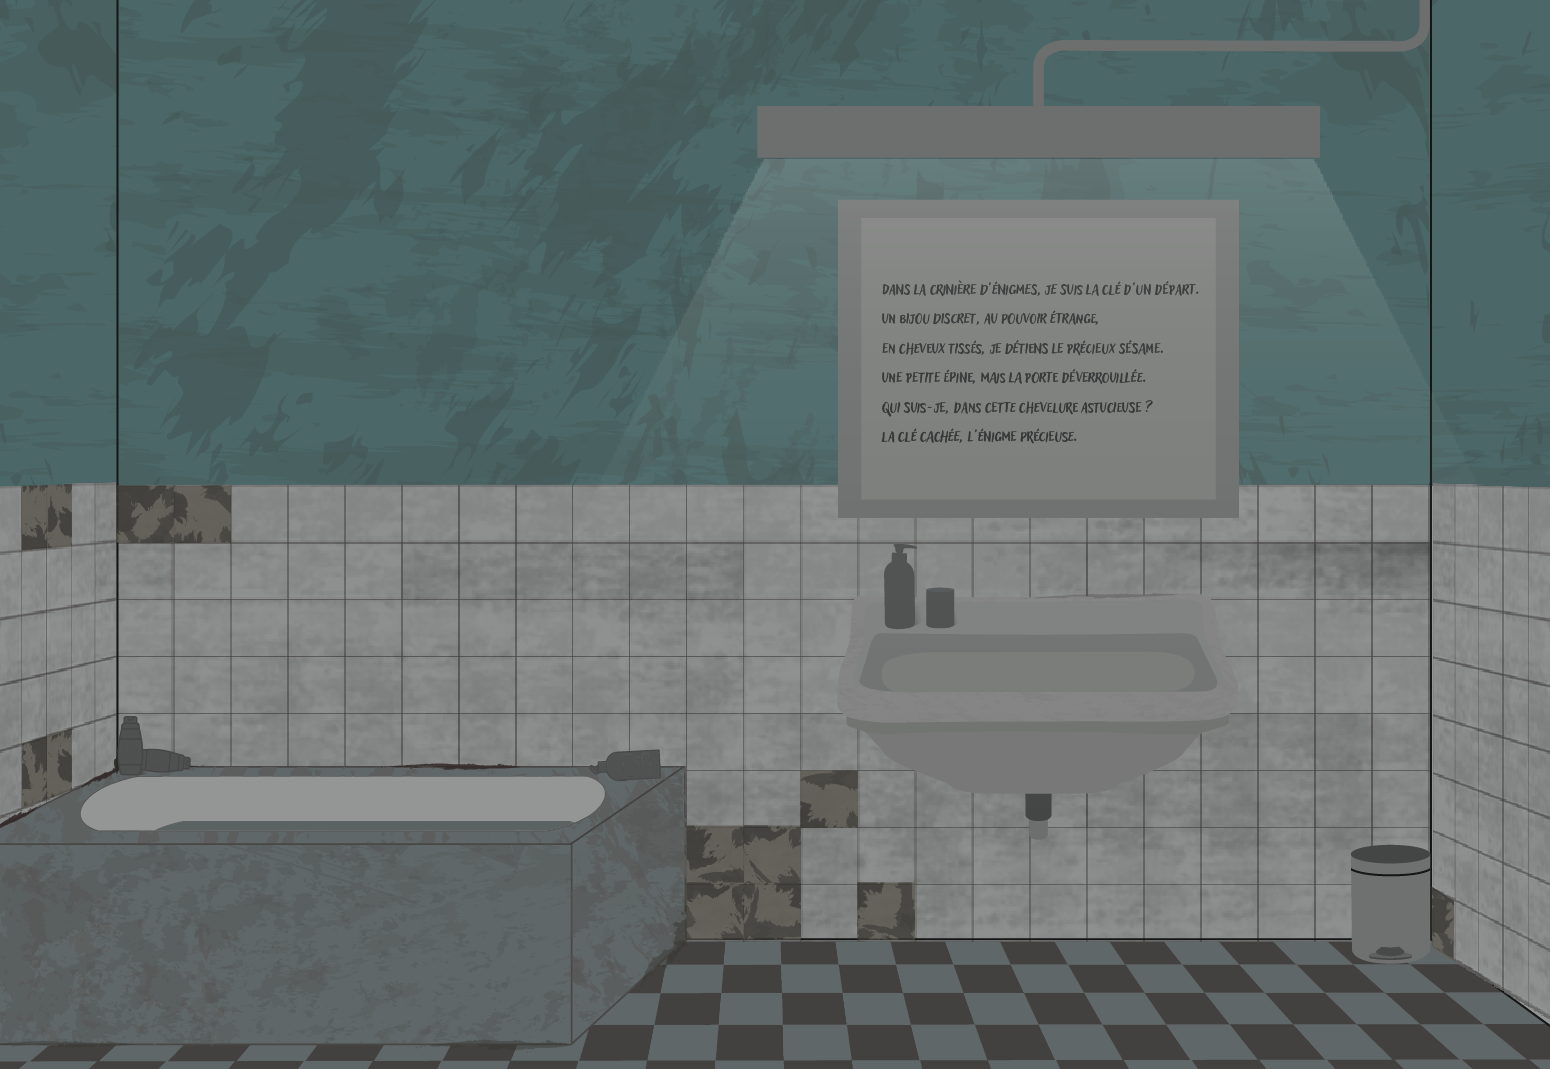 DANS LA CRINIÈRE D'ÉNIGMES, JE SUIS LA CLÉ D'UN DÉPART.
UN BIJOU DISCRET, AU POUVOIR ÉTRANGE,
EN CHEVEUX TISSÉS, JE DÉTIENS LE PRÉCIEUX SÉSAME.
UNE PETITE ÉPINE, MAIS LA PORTE DÉVERROUILLÉE.
QUI SUIS-JE, DANS CETTE CHEVELURE ASTUCIEUSE ?
LA CLÉ CACHÉE, L'ÉNIGME PRÉCIEUSE.